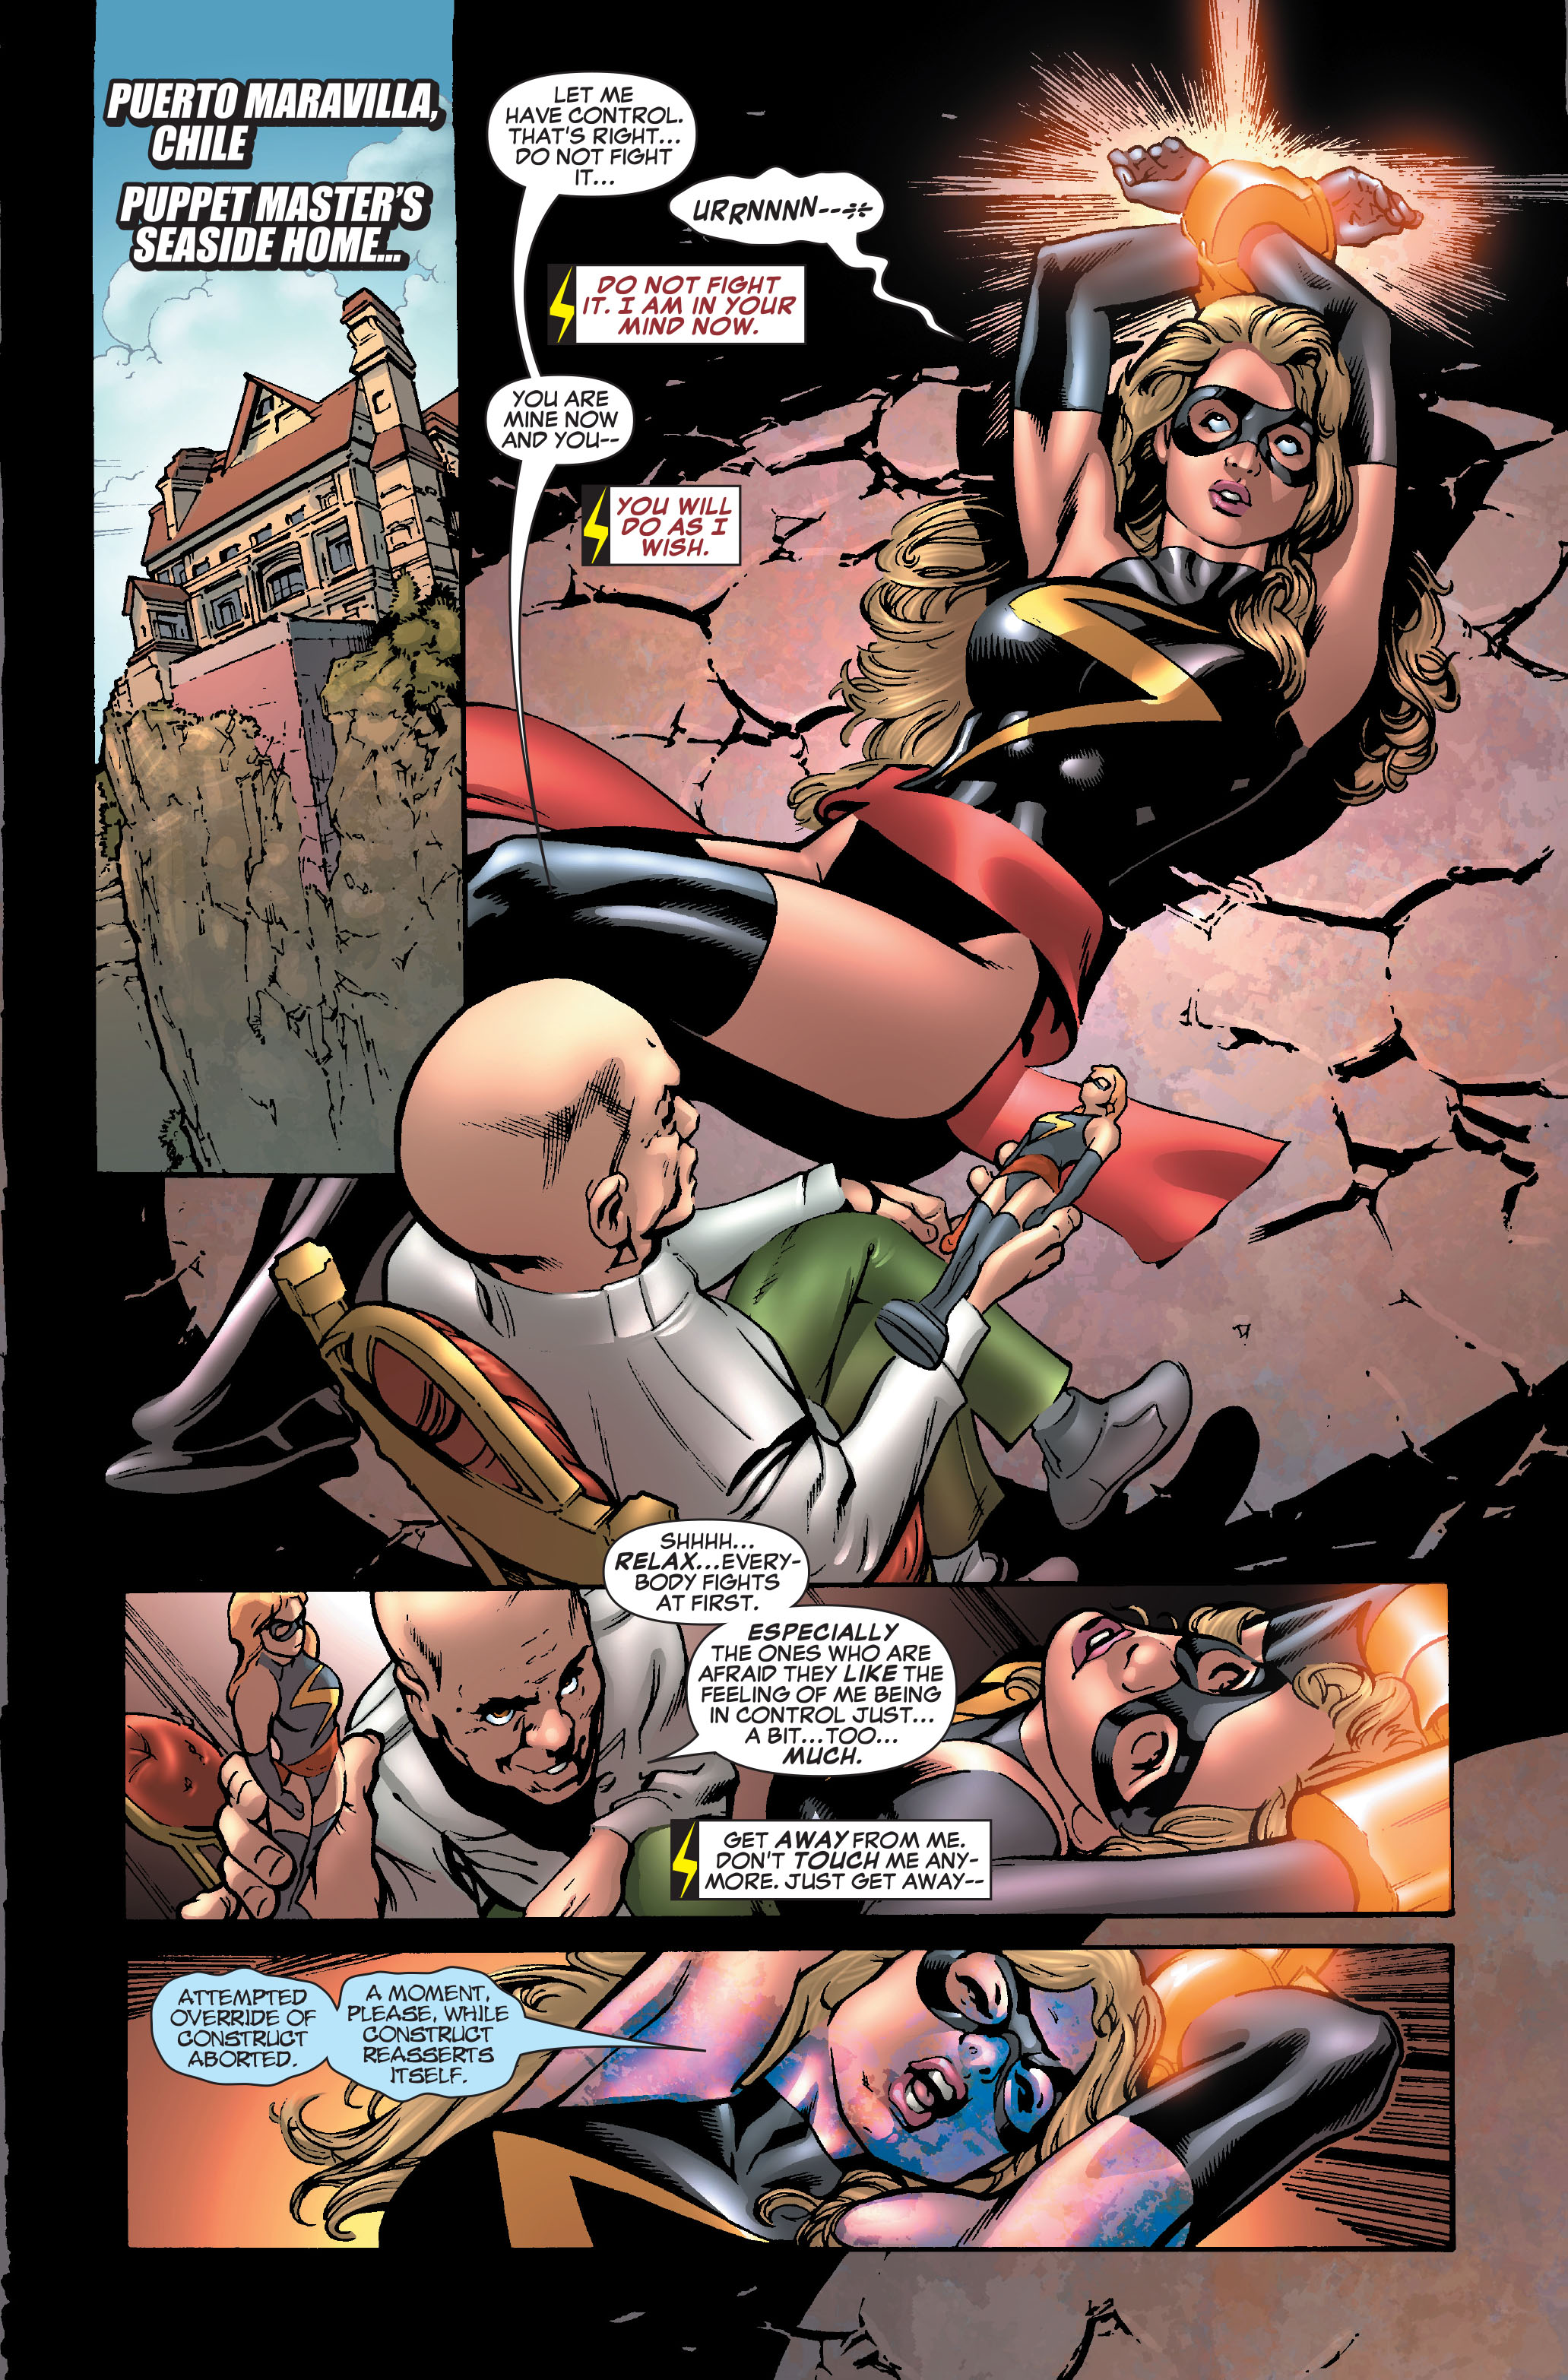 PUERTO MARAVILLA,
CHILE
PUPPET MASTER'S
SEASIDE HOME...
LET ME
HAVE CONTROL.
THAT'S RIGHT...
DO NOT FIGHT
IT...
URRNNNN--
DO NOT FIGHT
IT. I AM IN YOUR
MIND NOW.
YOU ARE
MINE NOW
AND YOU--
YOU WILL
DO AS I
WISH.
SHHHH...
RELAX...EVERY-
BODY FIGHTS
AT FIRST.
ESPECIALLY
THE ONES WHO ARE
AFRAID THEY LIKE THE
FEELING OF ME BEING
IN CONTROL JUST...
A BIT...TOO...
MUCH.
GET AWAY FROM ME.
DON'T TOUCH ME ANY-
MORE. JUST GET AWAY--
ATTEMPTED
OVERRIDE OF
CONSTRUCT
ABORTED.
A MOMENT,
PLEASE, WHILE
CONSTRUCT
REASSERTS
ITSELF.